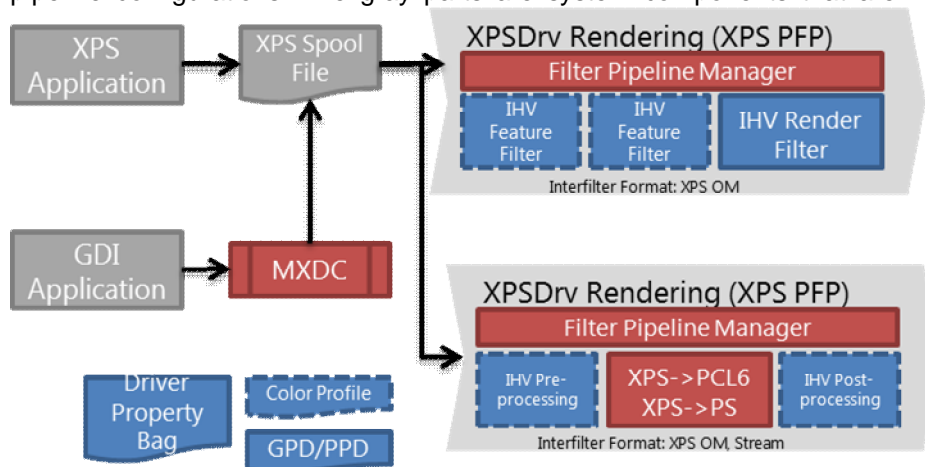 XPS
Application
XPS Spool
File
XPSDrv Rendering (XPS PFP)
Filter Pipeline Manager
IHV
Feature
Filter
IHV
Feature
Filter
IHV Render
Filter
Interfilter Format: XPS OM
GDI
Application
MXDC
XPSDrv Rendering (XPS PFP)
Filter Pipeline Manager
IHV Pre-
processing
XPS->PCL6
XPS->PS
IHV Post-
processing
Interfilter Format: XPS OM, Stream
Driver
Property
Bag
Color Profile
GPD/PPD